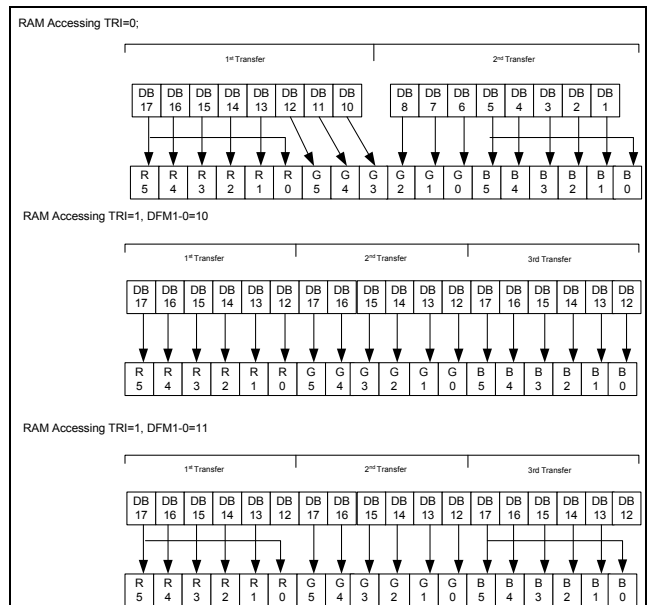 RAM Accessing TRI=0;
1st Transfer 2nd Transfer
DB DB DB DB DB DB DB DB DB DB DB DB DB DB DB DB
17 16 15 14 13 12 11 10 8 7 6 5 4 3 2 1
R R R R R R G G G G G G B B B B B B
5 4 3 2 1 0 5 4 3 2 1 0 5 4 3 2 1 0
RAM Accessing TRI=1, DFM1-0=10
1st Transfer 2nd Transfer 3rd Transfer
DB DB DB DB DB DB DB DB DB DB DB DB DB DB DB DB DB DB
17 16 15 14 13 12 17 16 15 14 13 12 17 16 15 14 13 12
R R R R R R G G G G G G B B B B B B
5 4 3 2 1 0 5 4 3 2 1 0 5 4 3 2 1 0
RAM Accessing TRI=1, DFM1-0=11
1st Transfer 2nd Transfer 3rd Transfer
DB DB DB DB DB DB DB DB DB DB DB DB DB DB DB DB DB DB
17 16 15 14 13 12 17 16 15 14 13 12 17 16 15 14 13 12
R R R R R R G G G G G G B B B B B B
5 4 3 2 1 0 5 4 3 2 1 0 5 4 3 2 1 0